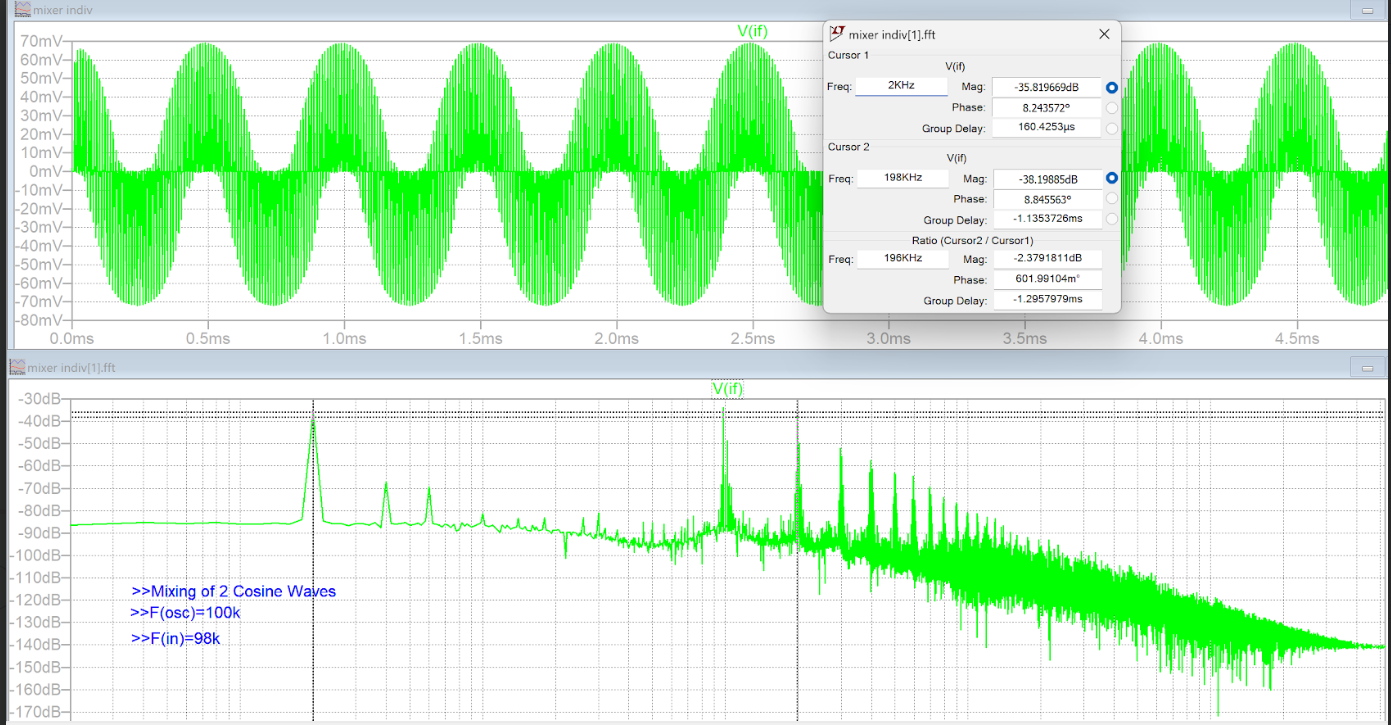 mixer indiv
V(if)
70mV
60mV
50mV
40mV
30mV
20mV
10mV
0mV
-10mV
-20mV
-30mV
-40mV
-50mV
-60mV
-70mV
-80mV
0.0ms 0.5ms 1.0ms 1.5ms 2.0ms 2.5ms 3.0ms 3.5ms 4.0ms 4.5ms
mixer indiv[1].fft
Cursor 1
V(if)
Freq: 2KHz Mag: -35.819669dB
Phase: 8.243572°
Group Delay: 160.4253µs
Cursor 2
V(if)
Freq: 198KHz Mag: -38.19885dB
Phase: 8.845563°
Group Delay: -1.1353726ms
Ratio (Cursor2 / Cursor1)
Freq: 196KHz Mag: -2.3791811dB
Phase: 601.99104m°
Group Delay: -1.2957979ms
mixer indiv[1].fft
V(if)
-30dB
-40dB
-50dB
-60dB
-70dB
-80dB
-90dB
-100dB
-110dB
-120dB
-130dB
-140dB
-150dB
-160dB
-170dB
>>Mixing of 2 Cosine Waves
>>F(osc)=100k
>>F(in)=98k